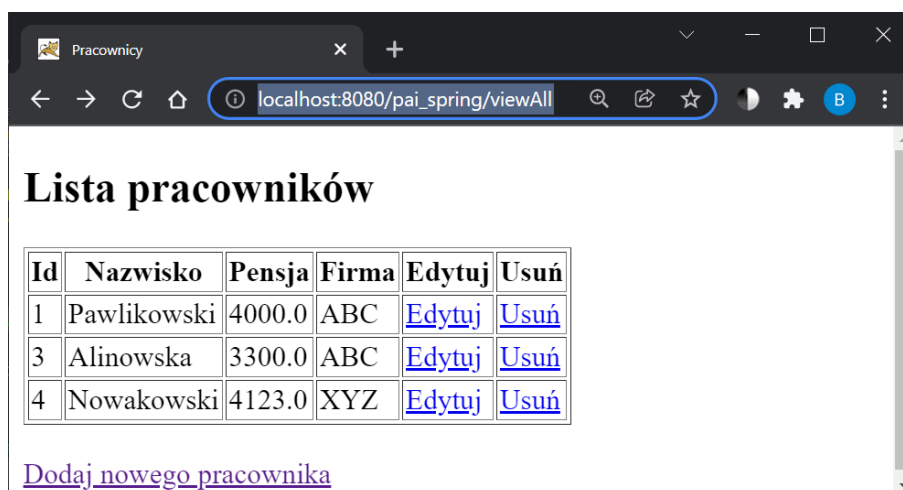 Pracownicy
localhost:8080/pai_spring/viewAll
B
Lista pracowników
Id Nazwisko Pensja Firma Edytuj Usuń
1 Pawlikowski 4000.0 ABC Edytuj Usuń
3 Alinowska 3300.0 ABC Edytuj Usuń
4 Nowakowski 4123.0 XYZ Edytuj Usuń
Dodaj nowego pracownika